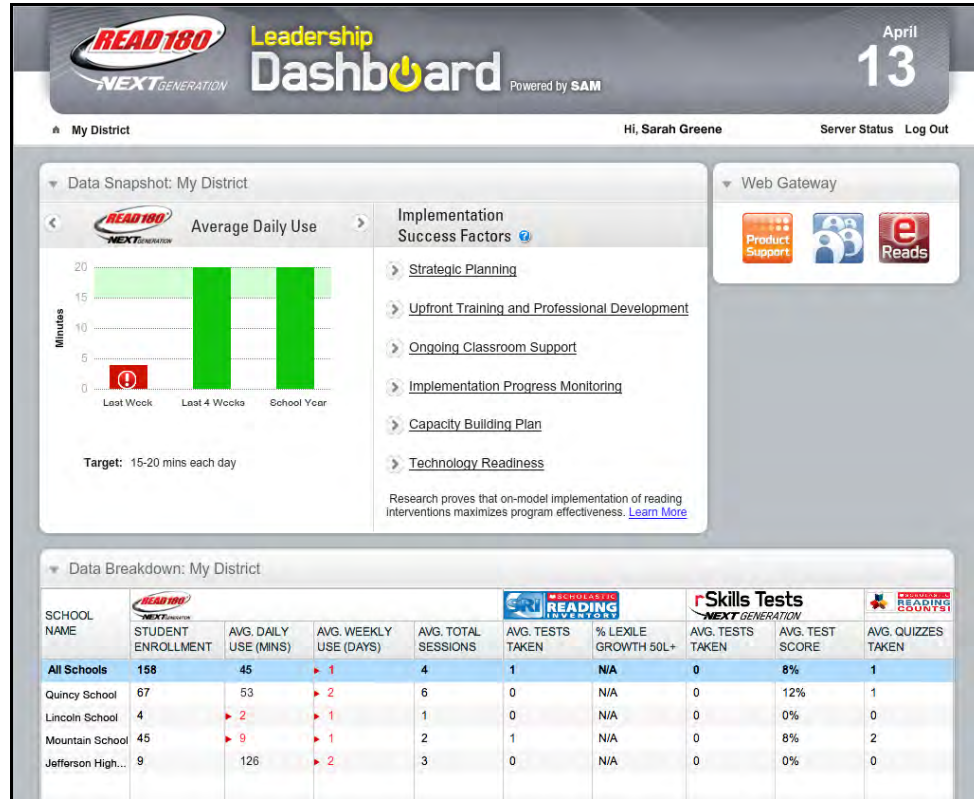 READ 180
NEXT GENERATION
Leadership
Dashboard Powered by SAM
April
13
My District
Hi, Sarah Greene
Server Status Log Out
Data Snapshot: My District
READ 180
NEXT GENERATION
Average Daily Use
20
15
10
5
0
Minutes
Last Week Last 4 Weeks School Year
Target: 15-20 mins each day
Implementation
Success Factors ?
Strategic Planning
Upfront Training and Professional Development
Ongoing Classroom Support
Implementation Progress Monitoring
Capacity Building Plan
Technology Readiness
Research proves that on-model implementation of reading
interventions maximizes program effectiveness. Learn More
Web Gateway
Product
Support
e
Reads
Data Breakdown: My District
READ 180
NEXT GENERATION
SRI SCHOLASTIC
READING
INVENTORY
rSkills Tests
NEXT GENERATION
SCHOLASTIC
READING
COUNTS!
SCHOOL
NAME
STUDENT
ENROLLMENT
AVG. DAILY
USE (MINS)
AVG. WEEKLY
USE (DAYS)
AVG. TOTAL
SESSIONS
AVG. TESTS
TAKEN
% LEXILE
GROWTH 50L+
AVG. TESTS
TAKEN
AVG. TEST
SCORE
AVG. QUIZZES
TAKEN
All Schools 158 45 1 4 1 N/A 0 8% 1
Quincy School 67 53 2 6 0 N/A 0 12% 1
Lincoln School 4 2 1 1 0 N/A 0 0% 0
Mountain School 45 9 1 2 1 N/A 0 8% 2
Jefferson High... 9 126 2 3 0 N/A 0 0% 0